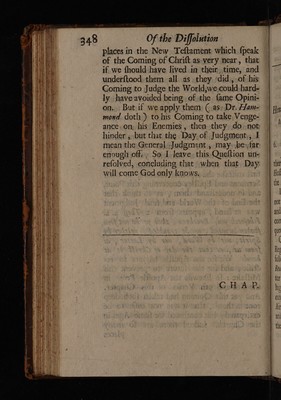 348 Of the Diſſolution
places in the New Teſtament which ſpeak
of the Coming of Chriſt as very near, that
if we ſhould have lived in their time, and
underſtood them all as they did, of his
Coming to Judge the World, we could hard-
ly have avoided being of the ſame Opini-
on. But if we apply them (as Dr. Ham-
mond doth) to his Coming to take Venge-
ance on his Enemies, then they do not
hinder, but that the Day of Judgment, I
mean the General Judgment, may be far
enough off. So I leave this Queſtion un-
reſolved, concluding that when that Day
will come God only knows.
CHAP.